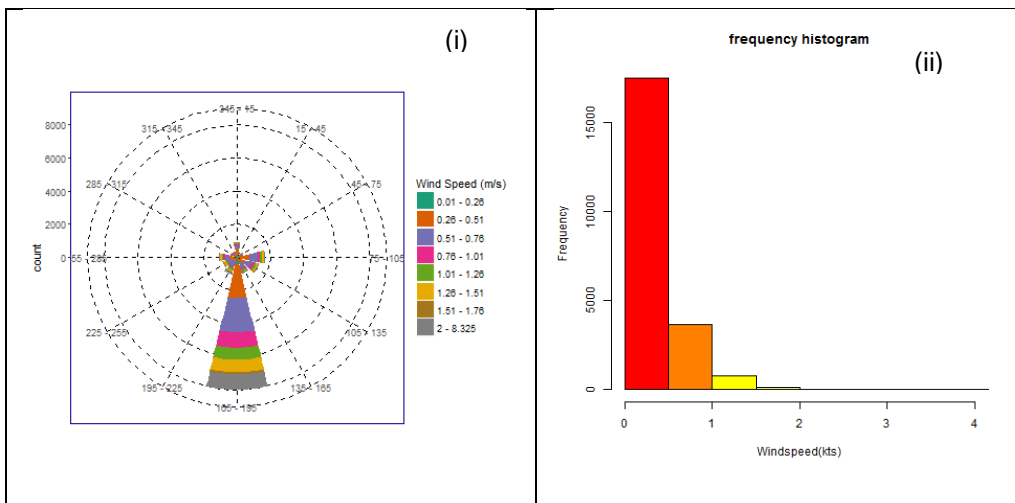 (i)
345 - 15
315 - 345
15 - 45
8000
6000
285 - 315
45 - 75
4000
2000
0
55 - 285
75 - 105
count
225 - 255
105 - 135
195 - 225
135 - 165
165 - 195
Wind Speed (m/s)
0.01 - 0.26
0.26 - 0.51
0.51 - 0.76
0.76 - 1.01
1.01 - 1.26
1.26 - 1.51
1.51 - 1.76
2 - 8.325
frequency histogram
(ii)
Frequency
15000
10000
5000
0
0 1 2 3 4
Windspeed(kts)